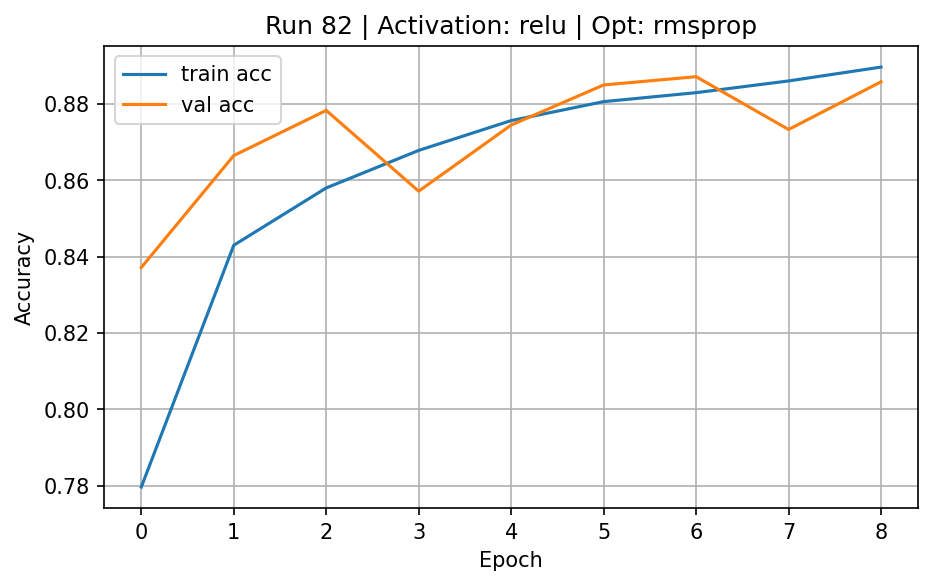 Run 82 | Activation: relu | Opt: rmsprop
train acc
val acc
0.88
0.86
0.84
0.82
0.80
0.78
Accuracy
0 1 2 3 4 5 6 7 8
Epoch